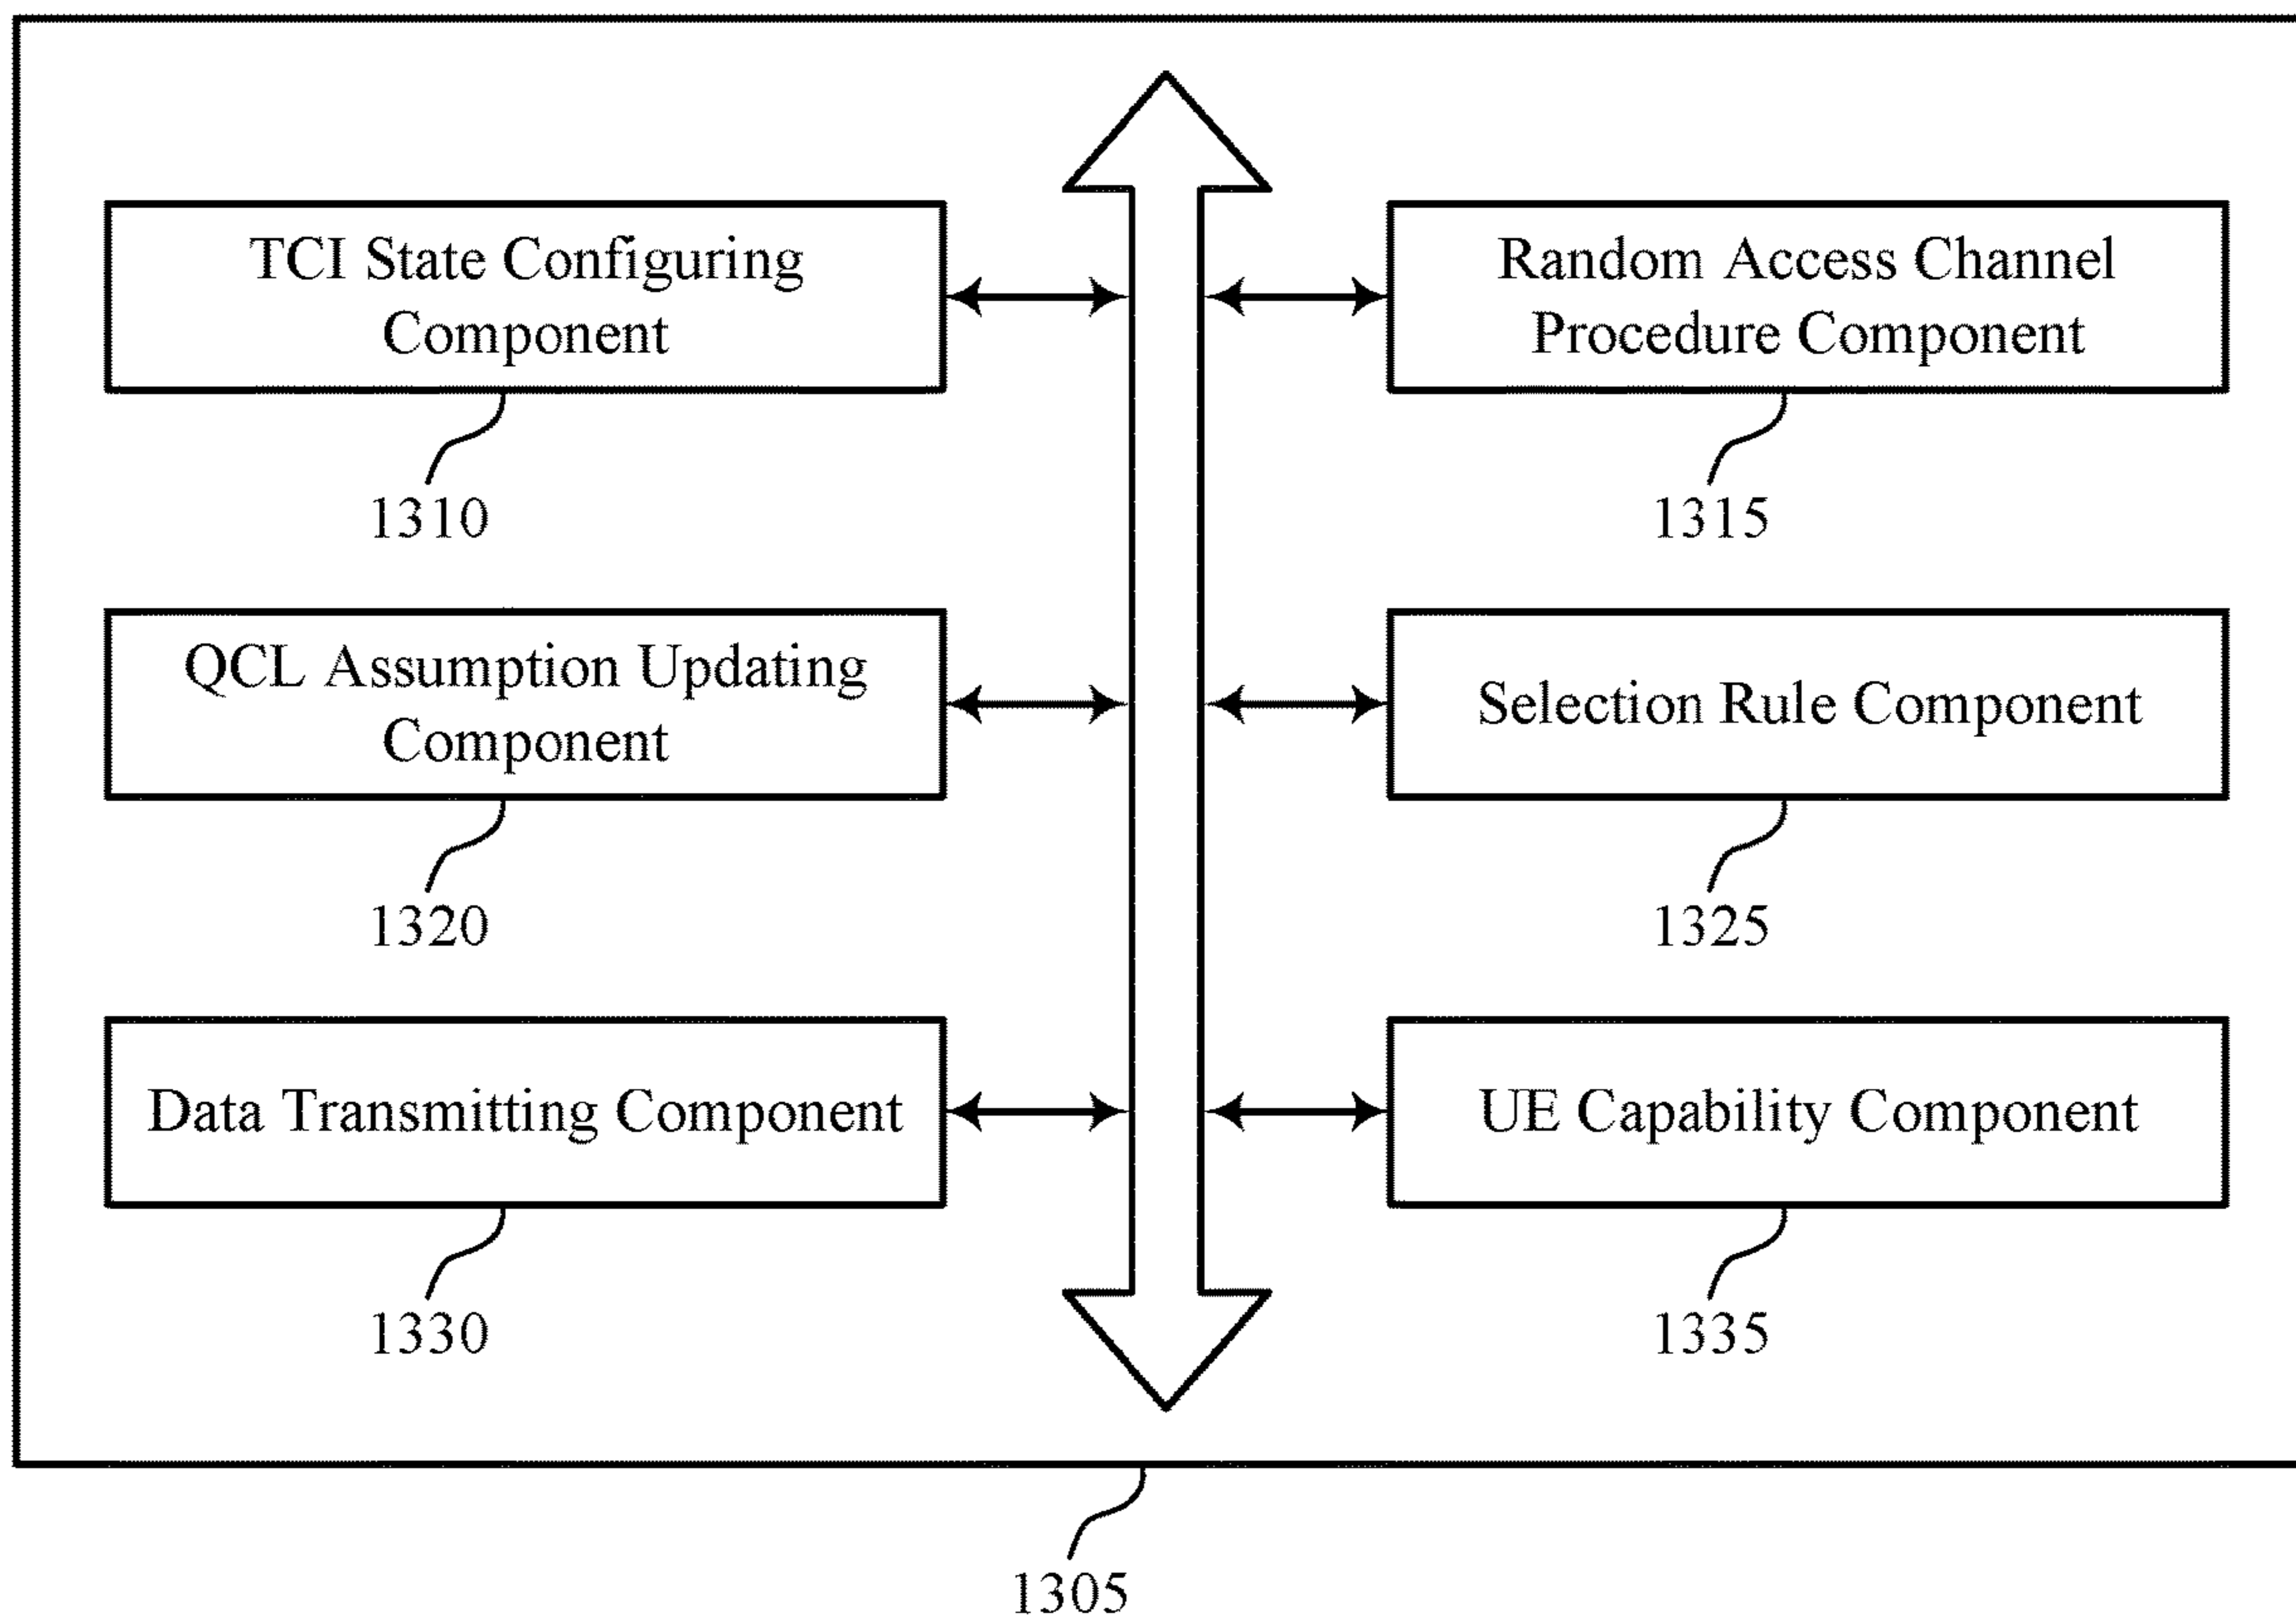 TCI State Configuring
Component
1310
Random Access Channel
Procedure Component
1315
QCL Assumption Updating
Component
1320
Selection Rule Component
1325
Data Transmitting Component
1330
UE Capability Component
1335
1305